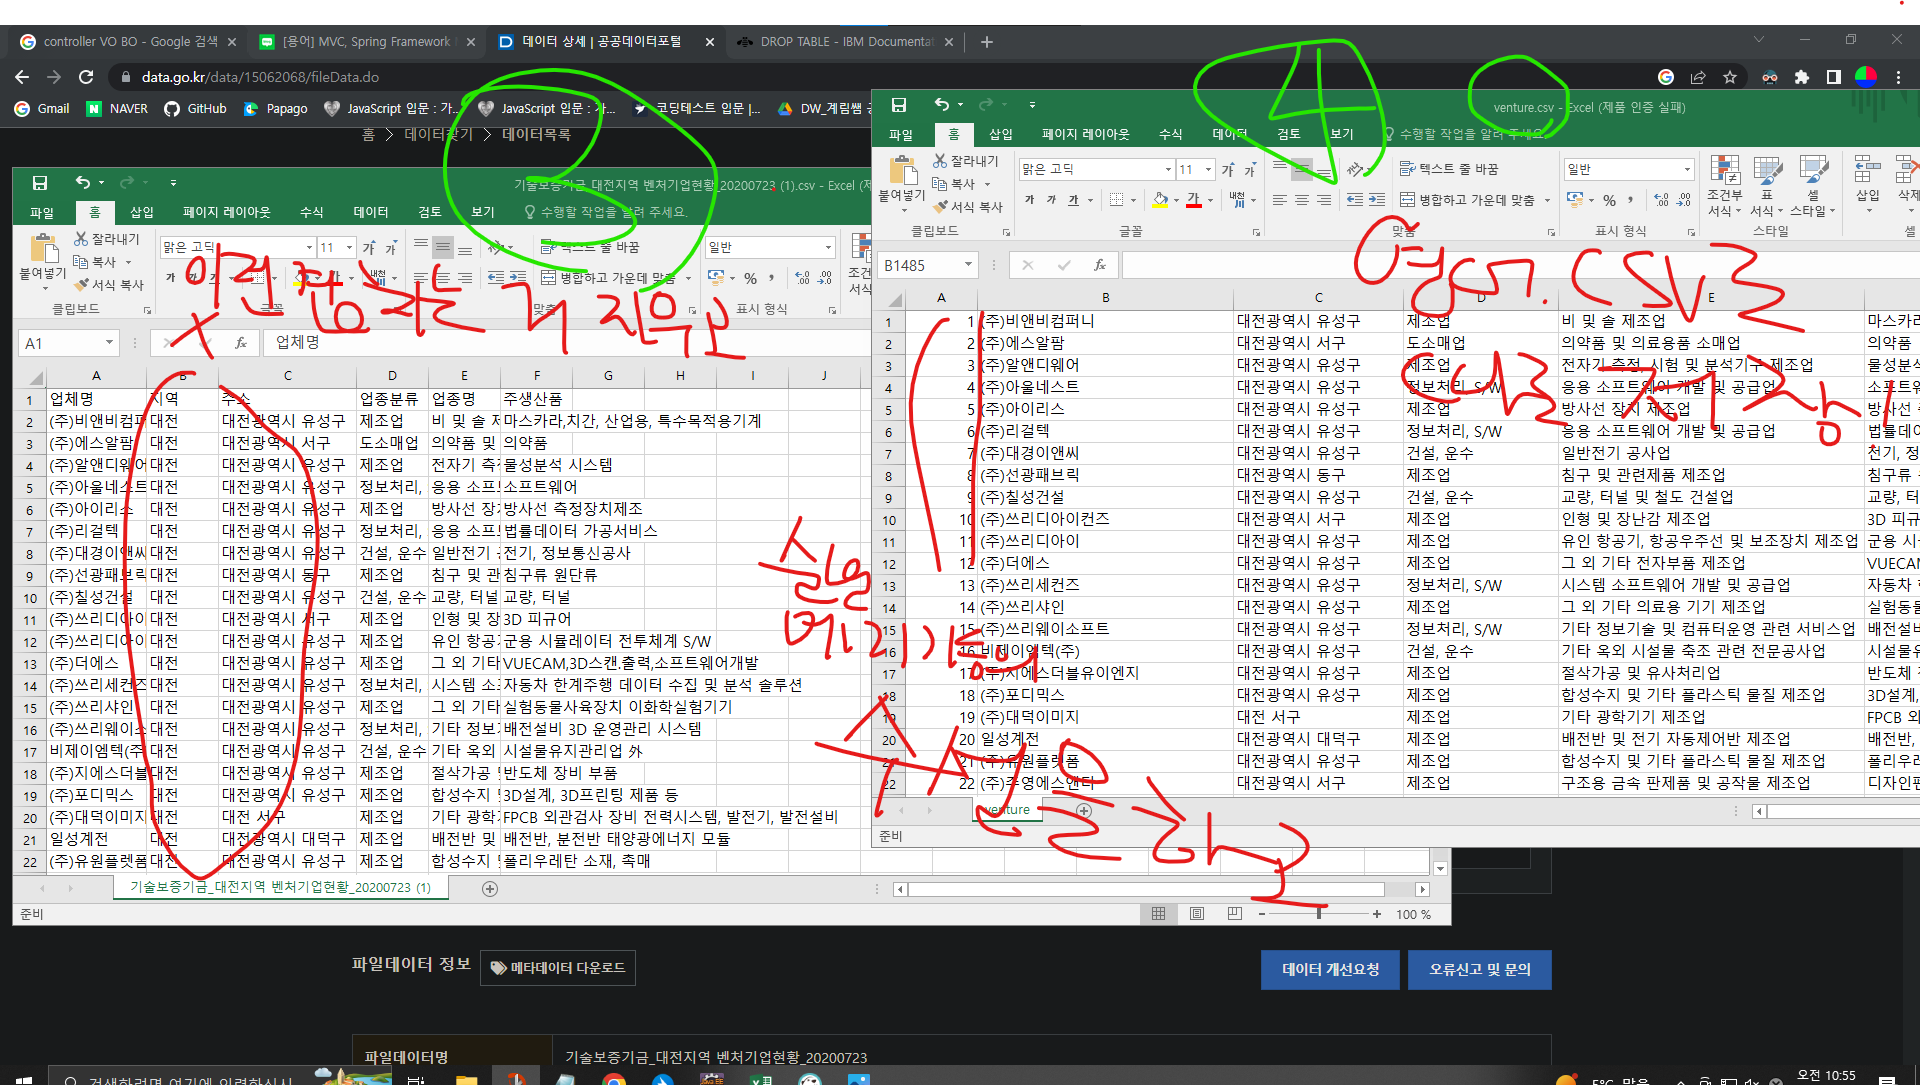 controller VO BO - Google 검색
[용어] MVC, Spring Framework
데이터 상세 | 공공데이터포털
DROP TABLE - IBM Documentat
data.go.kr/data/15062068/fileData.do
Gmail NAVER GitHub Papago JavaScript 입문 : 가... JavaScript 입문 : 가... 코딩테스트 입문 |... DW_계림쌤
홈 > 데이터찾기 > 데이터목록
3
4
기술보증기금_대전지역 벤처기업현황_20200723 (1).csv - Excel
파일 홈 삽입 페이지 레이아웃 수식 데이터 검토 보기 수행할 작업을 알려 주세요.
잘라내기
붙여넣기 복사
서식 복사
맑은 고딕 11
텍스트 줄 바꿈
병합하고 가운데 맞춤
일반
클립보드 글꼴 맞춤 표시 형식
A1 업체명
A B C D E F G H I J
1 업체명 지역 주소 업종분류 업종명 주생산품
2 (주)비앤비컴퍼 대전 대전광역시 유성구 제조업 비 및 솔 제 마스카라,치간, 산업용, 특수목적용기계
3 (주)에스알팜 대전 대전광역시 서구 도소매업 의약품 및 의약품
4 (주)알앤디웨어 대전 대전광역시 유성구 제조업 전자기 측정 물성분석 시스템
5 (주)아울네스트 대전 대전광역시 유성구 정보처리, 응용 소프트 소프트웨어
6 (주)아이리스 대전 대전광역시 유성구 제조업 방사선 장치 방사선 측정장치제조
7 (주)리걸텍 대전 대전광역시 유성구 정보처리, 응용 소프트 법률데이터 가공서비스
8 (주)대경이앤씨 대전 대전광역시 유성구 건설, 운수 일반전기 공 전기, 정보통신공사
9 (주)선광패브릭 대전 대전광역시 동구 제조업 침구 및 관 침구류 원단류
10 (주)칠성건설 대전 대전광역시 유성구 건설, 운수 교량, 터널 교량, 터널
11 (주)쓰리디아이 대전 대전광역시 서구 제조업 인형 및 장 3D 피규어
12 (주)쓰리디아이 대전 대전광역시 유성구 제조업 유인 항공기 군용 시뮬레이터 전투체계 S/W
13 (주)더에스 대전 대전광역시 유성구 제조업 그 외 기타 VUECAM,3D스캔.출력,소프트웨어개발
14 (주)쓰리세컨즈 대전 대전광역시 유성구 정보처리, 시스템 소프 자동차 한계주행 데이터 수집 및 분석 솔루션
15 (주)쓰리샤인 대전 대전광역시 유성구 제조업 그 외 기타 실험동물사육장치 이화학실험기기
16 (주)쓰리웨이소 대전 대전광역시 유성구 정보처리, 기타 정보기 배전설비 3D 운영관리 시스템
17 비제이엠텍(주) 대전 대전광역시 유성구 건설, 운수 기타 옥외 시설물유지관리업 外
18 (주)지에스더블 대전 대전광역시 유성구 제조업 절삭가공 및 반도체 장비 부품
19 (주)포디믹스 대전 대전광역시 유성구 제조업 합성수지 및 3D설계, 3D프린팅 제품 등
20 (주)대덕이미지 대전 대전 서구 제조업 기타 광학기 FPCB 외관검사 장비 전력시스템, 발전기, 발전설비
21 일성계전 대전 대전광역시 대덕구 제조업 배전반 및 배전반, 분전반 태양광에너지 모듈
22 (주)유원플랫폼 대전 대전광역시 유성구 제조업 합성수지 및 폴리우레탄 소재, 촉매
기술보증기금_대전지역 벤처기업현황_20200723 (1)
준비 100 %
venture.csv - Excel (제품 인증 실패)
파일 홈 삽입 페이지 레이아웃 수식 데이터 검토 보기 수행할 작업을 알려 주세요.
잘라내기
붙여넣기 복사
서식 복사
맑은 고딕 11
텍스트 줄 바꿈
병합하고 가운데 맞춤
일반
조건부 서식 표 서식 셀 스타일 삽입 삭제
클립보드 글꼴 맞춤 표시 형식 스타일 셀
B1485
A B C D E
1 1 (주)비앤비컴퍼니 대전광역시 유성구 제조업 비 및 솔 제조업 마스카라
2 2 (주)에스알팜 대전광역시 서구 도소매업 의약품 및 의료용품 소매업 의약품
3 3 (주)알앤디웨어 대전광역시 유성구 제조업 전자기 측정, 시험 및 분석기구 제조업 물성분석
4 4 (주)아울네스트 대전광역시 유성구 정보처리, S/W 응용 소프트웨어 개발 및 공급업 소프트웨
5 5 (주)아이리스 대전광역시 유성구 제조업 방사선 장치 제조업 방사선
6 6 (주)리걸텍 대전광역시 유성구 정보처리, S/W 응용 소프트웨어 개발 및 공급업 법률데이
7 7 (주)대경이앤씨 대전광역시 유성구 건설, 운수 일반전기 공사업 전기, 정
8 8 (주)선광패브릭 대전광역시 동구 제조업 침구 및 관련제품 제조업 침구류
9 9 (주)칠성건설 대전광역시 유성구 건설, 운수 교량, 터널 및 철도 건설업 교량, 터
10 10 (주)쓰리디아이컨즈 대전광역시 서구 제조업 인형 및 장난감 제조업 3D 피규
11 11 (주)쓰리디아이 대전광역시 유성구 제조업 유인 항공기, 항공우주선 및 보조장치 제조업 군용 시
12 12 (주)더에스 대전광역시 유성구 제조업 그 외 기타 전자부품 제조업 VUECAM
13 13 (주)쓰리세컨즈 대전광역시 유성구 정보처리, S/W 시스템 소프트웨어 개발 및 공급업 자동차
14 14 (주)쓰리샤인 대전광역시 유성구 제조업 그 외 기타 의료용 기기 제조업 실험동물
15 15 (주)쓰리웨이소프트 대전광역시 유성구 정보처리, S/W 기타 정보기술 및 컴퓨터운영 관련 서비스업 배전설비
16 16 비제이엠텍(주) 대전광역시 유성구 건설, 운수 기타 옥외 시설물 축조 관련 전문공사업 시설물유
17 17 (주)지에스더블유이엔지 대전광역시 유성구 제조업 절삭가공 및 유사처리업 반도체
18 18 (주)포디믹스 대전광역시 유성구 제조업 합성수지 및 기타 플라스틱 물질 제조업 3D설계,
19 19 (주)대덕이미지 대전 서구 제조업 기타 광학기기 제조업 FPCB 외
20 20 일성계전 대전광역시 대덕구 제조업 배전반 및 전기 자동제어반 제조업 배전반,
21 21 (주)유원플랫폼 대전광역시 유성구 제조업 합성수지 및 기타 플라스틱 물질 제조업 폴리우레
22 22 (주)주영에스앤티 대전광역시 서구 제조업 구조용 금속 판제품 및 공작물 제조업 디자인펜
venture
준비
수정을 하고
파일데이터 정보 메타데이터 다운로드
데이터 개선요청 오류신고 및 문의
파일데이터명 기술보증기금_대전지역 벤처기업현황_20200723
검색하려면 여기에 입력하십시
5°C 맑음
오전 10:55